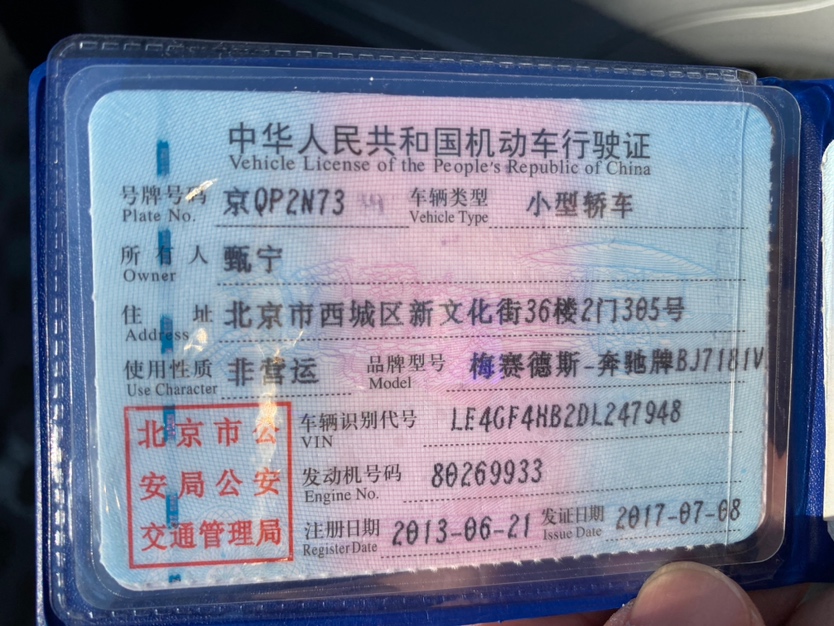 中华人民共和国机动车行驶证
Vehicle License of the People's Republic of China
号牌号码 京QP2N73 车辆类型 小型轿车
Plate No. Vehicle Type
所有人 甄宁
Owner
住址 北京市西城区新文化街36楼2门305号
Address
使用性质 非营运 品牌型号 梅赛德斯-奔驰牌BJ7181V
Use Character Model
车辆识别代号 LE4GF4HB2DL247948
VIN
发动机号码 80269933
Engine No.
注册日期 2013-06-21 发证日期 2017-07-08
Register Date Issue Date
北京市公
安局公安
交通管理局